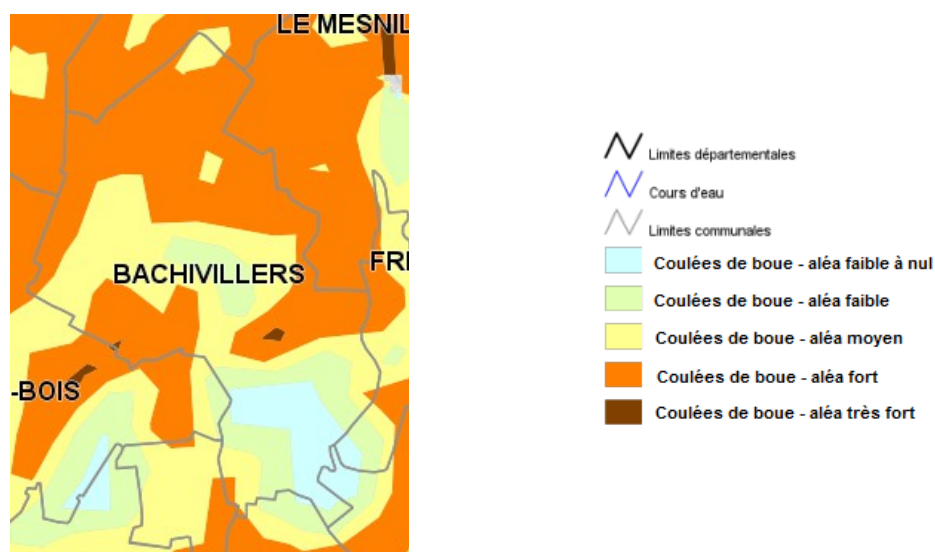 LE MESNIL
BACHIVILLERS
FRE
-BOIS
Limites départementales
Cours d'eau
Limites communales
Coulées de boue - aléa faible à nul
Coulées de boue - aléa faible
Coulées de boue - aléa moyen
Coulées de boue - aléa fort
Coulées de boue - aléa très fort